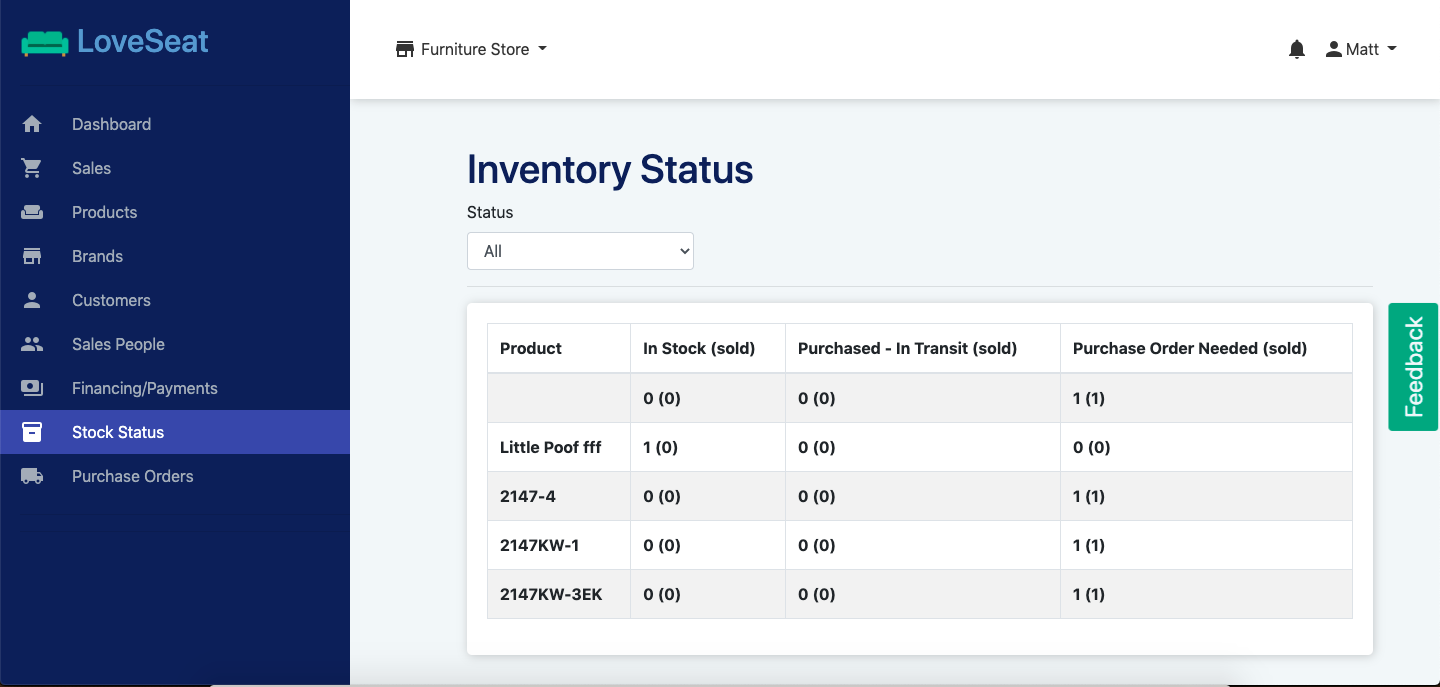 LoveSeat
Furniture Store
Matt
Dashboard
Sales
Products
Brands
Customers
Sales People
Financing/Payments
Stock Status
Purchase Orders
Inventory Status
Status
All
Product In Stock (sold) Purchased - In Transit (sold) Purchase Order Needed (sold)
0 (0) 0 (0) 1 (1)
Little Poof fff 1 (0) 0 (0) 0 (0)
2147-4 0 (0) 0 (0) 1 (1)
2147KW-1 0 (0) 0 (0) 1 (1)
2147KW-3EK 0 (0) 0 (0) 1 (1)
Feedback